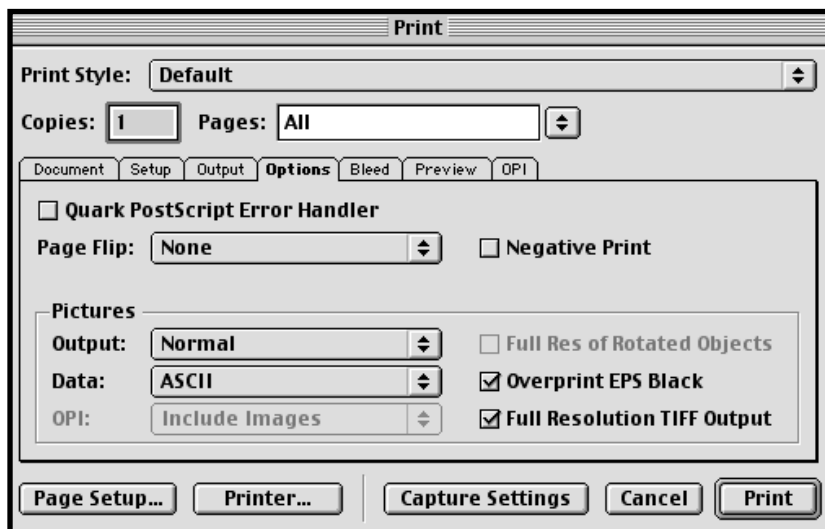 Print
Print Style: Default
Copies: 1 Pages: All
Document Setup Output Options Bleed Preview OPI
Quark PostScript Error Handler
Page Flip: None Negative Print
Pictures
Output: Normal Full Res of Rotated Objects
Data: ASCII Overprint EPS Black
OPI: Include Images Full Resolution TIFF Output
Page Setup... Printer... Capture Settings Cancel Print